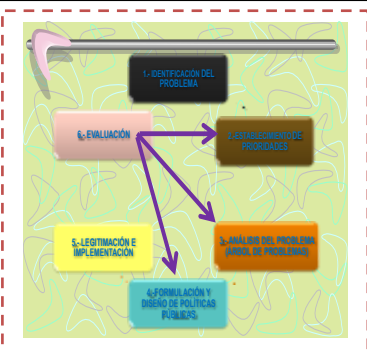 1.- IDENTIFICACIÓN DEL
PROBLEMA
6.- EVALUACIÓN
2.-ESTABLECIMIENTO DE
PRIORIDADES
5.- LEGITIMACIÓN E
IMPLEMENTACIÓN
3.-ANÁLISIS DEL PROBLEMA
(ÁRBOL DE PROBLEMAS)
4.-FORMULACIÓN Y
DISEÑO DE POLÍTICAS
PÚBLICAS.